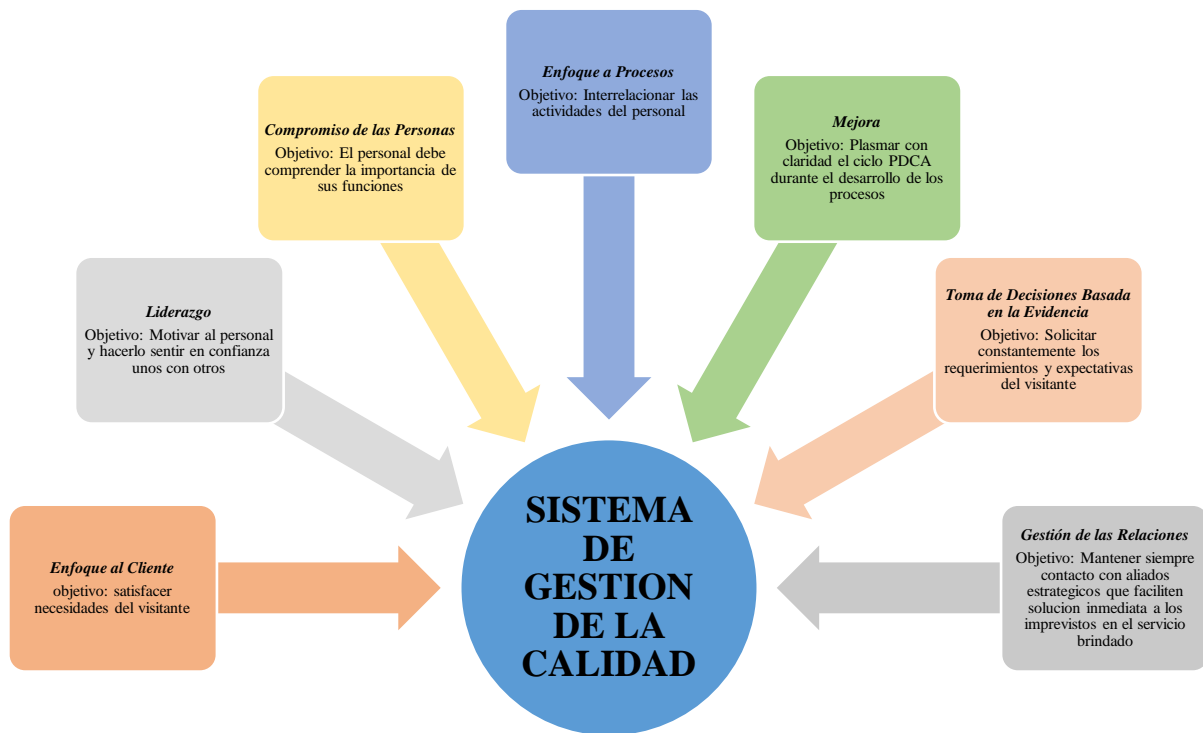 Enfoque a Procesos
Objetivo: Interrelacionar las
actividades del personal
Compromiso de las Personas
Objetivo: El personal debe
comprender la importancia de
sus funciones
Mejora
Objetivo: Plasmar con
claridad el ciclo PDCA
durante el desarrollo de los
procesos
Liderazgo
Objetivo: Motivar al personal
y hacerlo sentir en confianza
unos con otros
Toma de Decisiones Basada
en la Evidencia
Objetivo: Solicitar
constantemente los
requerimientos y expectativas
del visitante
Enfoque al Cliente
objetivo: satisfacer
necesidades del visitante
SISTEMA
DE
GESTION
DE LA
CALIDAD
Gestión de las Relaciones
Objetivo: Mantener siempre
contacto con aliados
estrategicos que faciliten
solucion inmediata a los
imprevistos en el servicio
brindado